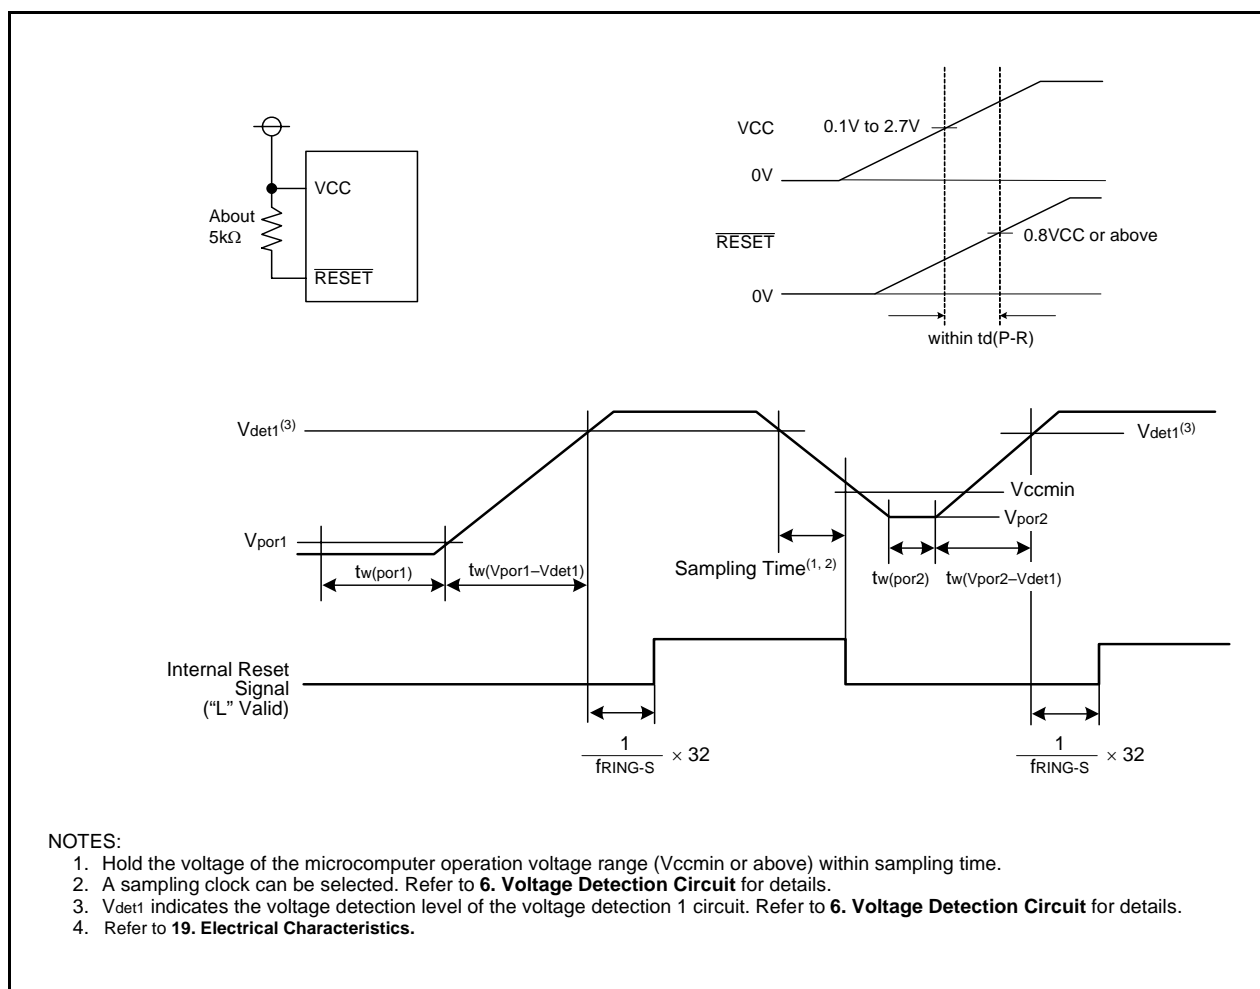 VCC
About
5kΩ
RESET
VCC
0.1V to 2.7V
0V
RESET
0.8VCC or above
0V
within td(P-R)
Vdet1(3)
Vdet1(3)
Vccmin
Vpor2
Vpor1
tw(por1)
tw(Vpor1–Vdet1)
Sampling Time(1, 2)
tw(por2)
tw(Vpor2–Vdet1)
Internal Reset
Signal
(“L” Valid)
1
fRING-S
× 32
1
fRING-S
× 32
NOTES:
1. Hold the voltage of the microcomputer operation voltage range (Vccmin or above) within sampling time.
2. A sampling clock can be selected. Refer to 6. Voltage Detection Circuit for details.
3. Vdet1 indicates the voltage detection level of the voltage detection 1 circuit. Refer to 6. Voltage Detection Circuit for details.
4. Refer to 19. Electrical Characteristics.